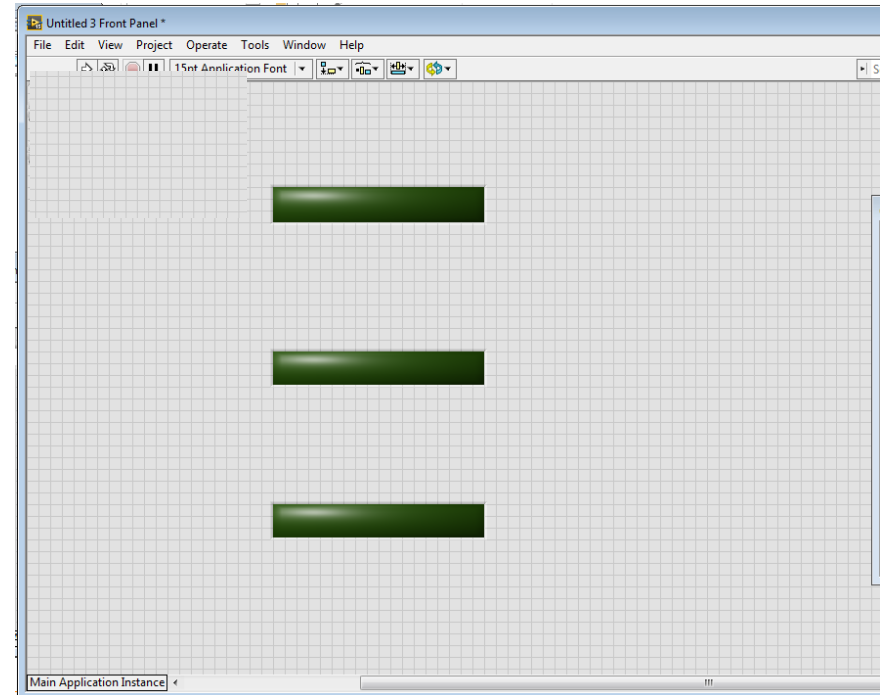 Untitled 3 Front Panel *
File Edit View Project Operate Tools Window Help
15pt Application Font
S
Main Application Instance